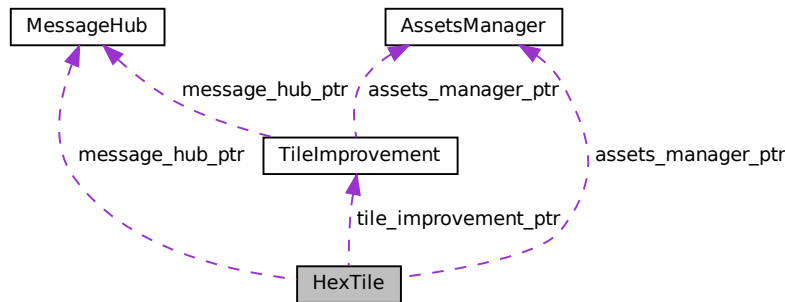 MessageHub
AssetsManager
message_hub_ptr
assets_manager_ptr
message_hub_ptr
TileImprovement
assets_manager_ptr
tile_improvement_ptr
HexTile